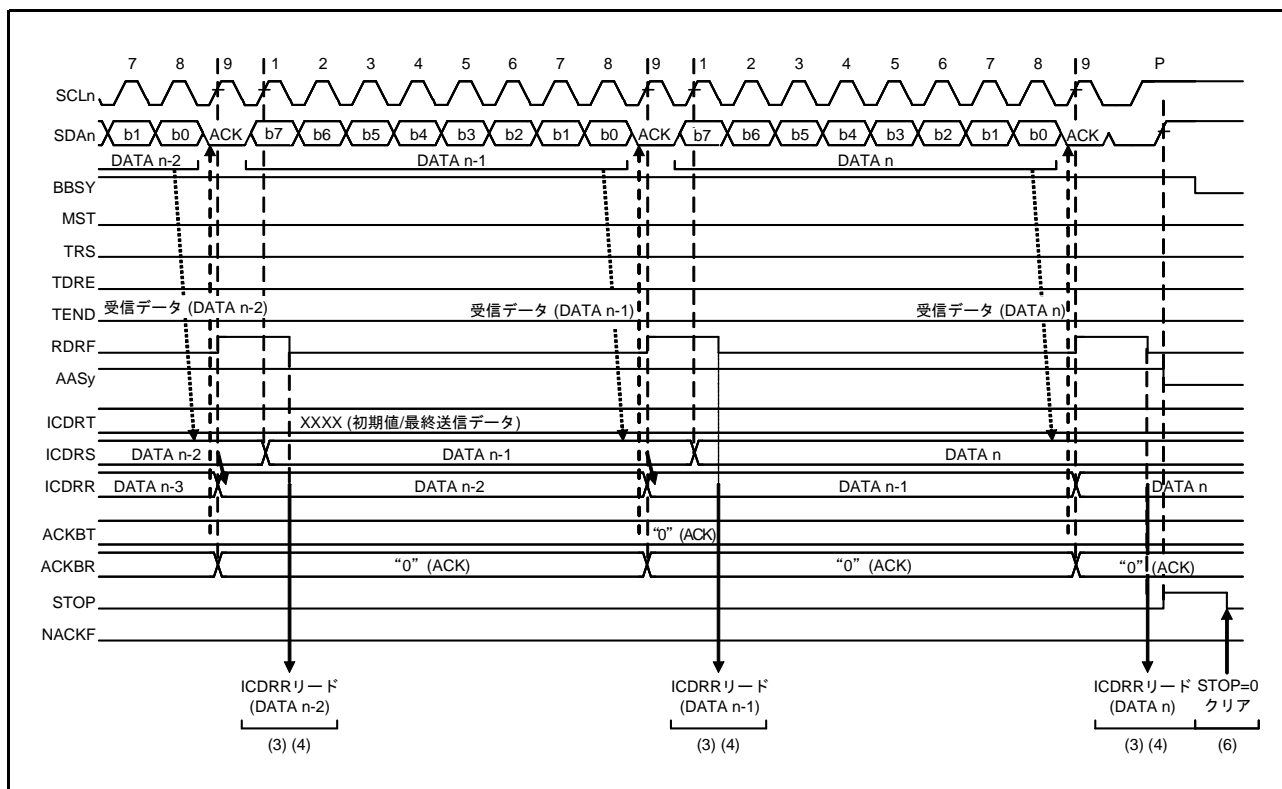 7 8 9 1 2 3 4 5 6 7 8 9 1 2 3 4 5 6 7 8 9 P
SCLn
SDAn b1 b0 ACK b7 b6 b5 b4 b3 b2 b1 b0 ACK b7 b6 b5 b4 b3 b2 b1 b0 ACK
DATA n-2 DATA n-1 DATA n
BBSY
MST
TRS
TDRE
TEND 受信データ (DATA n-2) 受信データ (DATA n-1) 受信データ (DATA n)
RDRF
AASy
ICDRT XXXX (初期値/最終送信データ)
ICDRS DATA n-2 DATA n-1 DATA n
ICDRR DATA n-3 DATA n-2 DATA n-1 DATA n
ACKBT “0” (ACK)
ACKBR “0” (ACK) “0” (ACK) “0” (ACK)
STOP
NACKF
ICDRRリード ICDRRリード ICDRRリード STOP=0
(DATA n-2) (DATA n-1) (DATA n) クリア
(3) (4) (3) (4) (3) (4) (6)